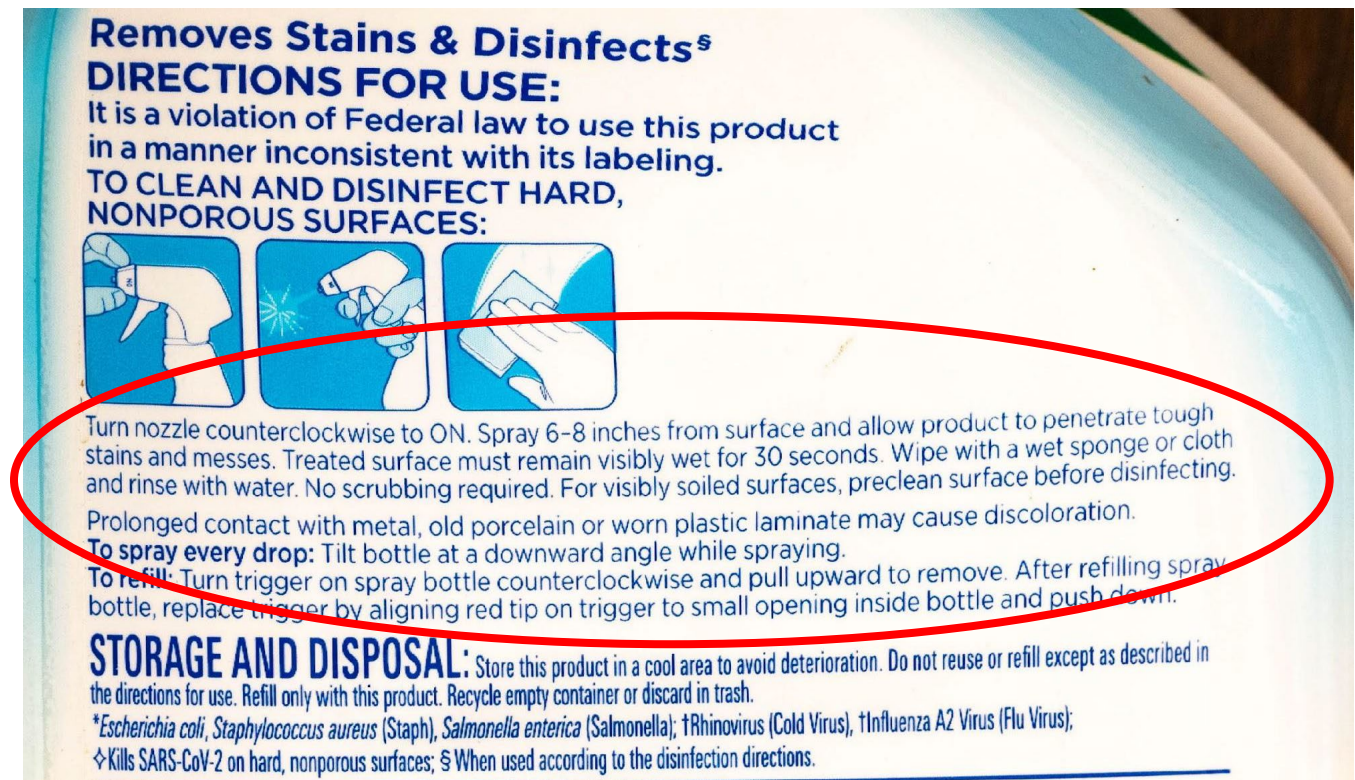 Removes Stains & Disinfects§
DIRECTIONS FOR USE:
It is a violation of Federal law to use this product
in a manner inconsistent with its labeling.
TO CLEAN AND DISINFECT HARD,
NONPOROUS SURFACES:
ON
Turn nozzle counterclockwise to ON. Spray 6–8 inches from surface and allow product to penetrate tough
stains and messes. Treated surface must remain visibly wet for 30 seconds. Wipe with a wet sponge or cloth
and rinse with water. No scrubbing required. For visibly soiled surfaces, preclean surface before disinfecting.
Prolonged contact with metal, old porcelain or worn plastic laminate may cause discoloration.
To spray every drop: Tilt bottle at a downward angle while spraying.
To refill: Turn trigger on spray bottle counterclockwise and pull upward to remove. After refilling spray
bottle, replace trigger by aligning red tip on trigger to small opening inside bottle and push down.
STORAGE AND DISPOSAL: Store this product in a cool area to avoid deterioration. Do not reuse or refill except as described in
the directions for use. Refill only with this product. Recycle empty container or discard in trash.
*Escherichia coli, Staphylococcus aureus (Staph), Salmonella enterica (Salmonella); †Rhinovirus (Cold Virus), †Influenza A2 Virus (Flu Virus);
◇Kills SARS-CoV-2 on hard, nonporous surfaces; § When used according to the disinfection directions.